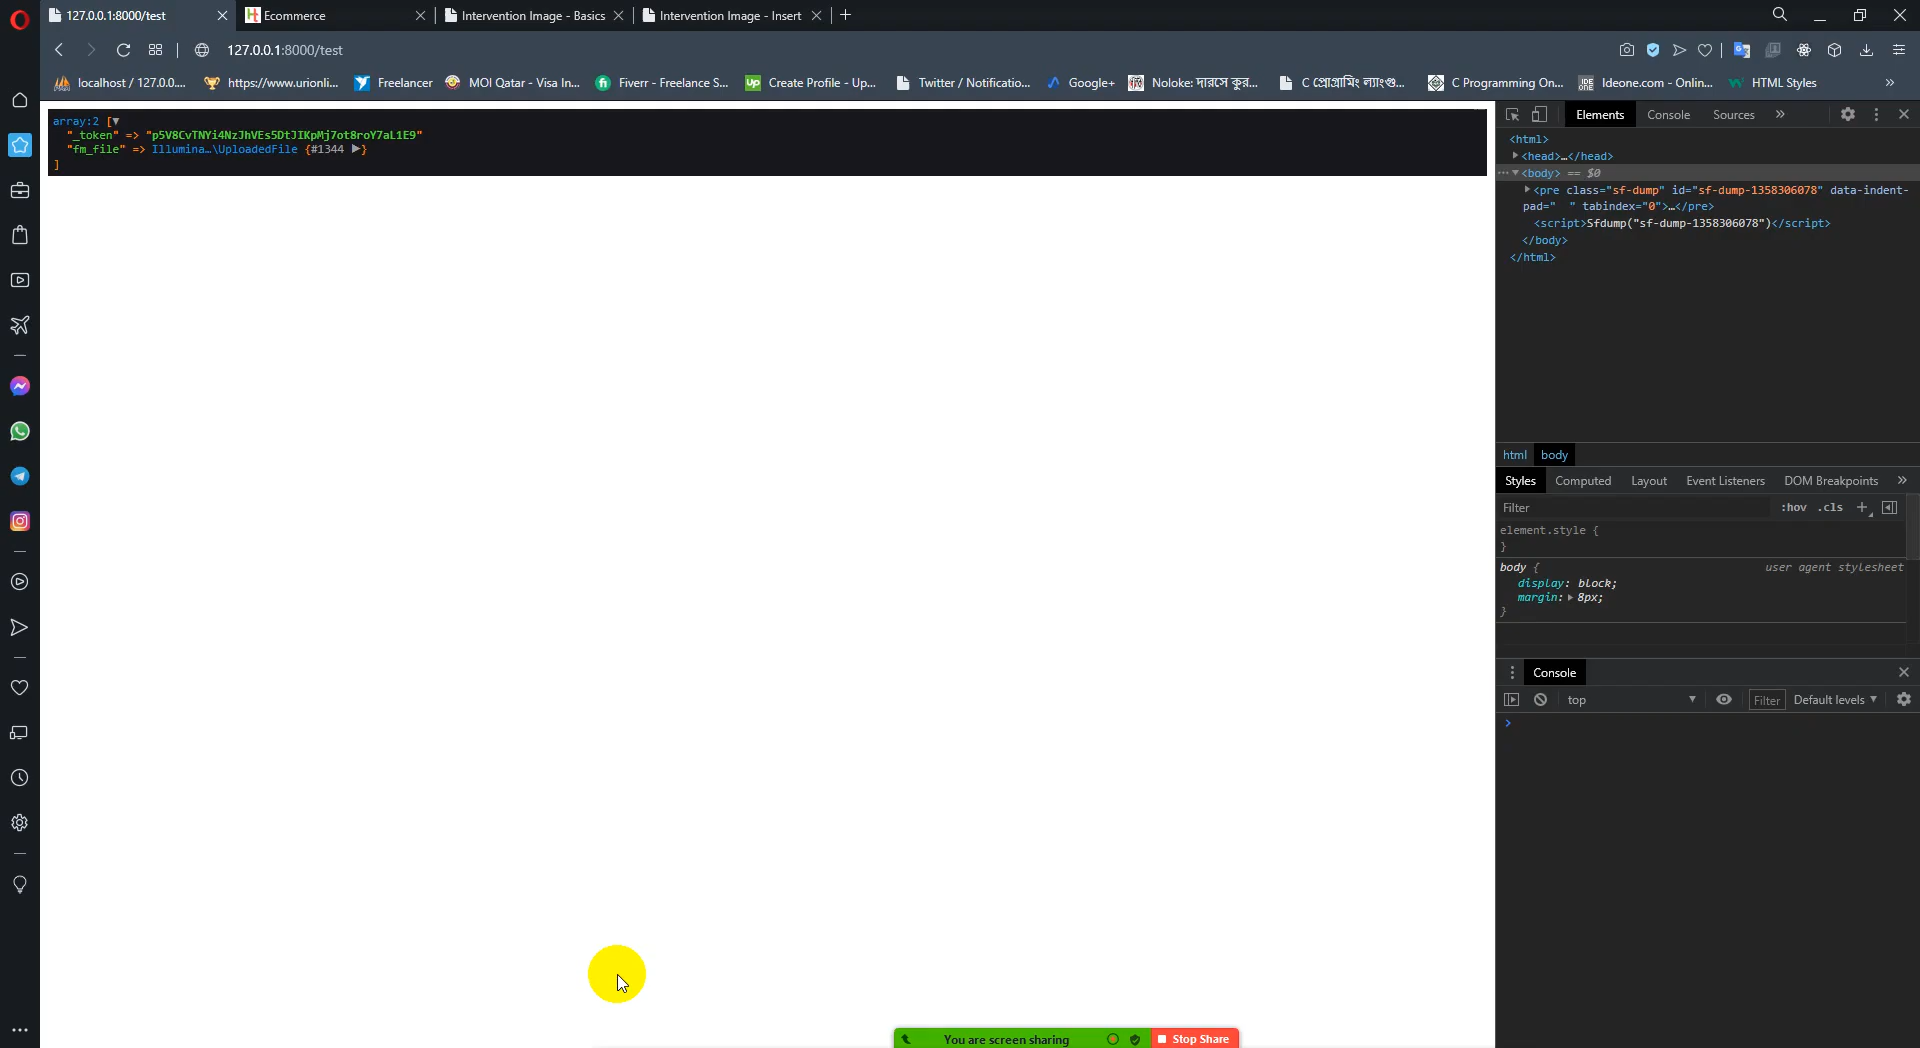 127.0.0.1:8000/test
Ecommerce
Intervention Image - Basics
Intervention Image - Insert
127.0.0.1:8000/test
localhost / 127.0.0...
https://www.urionli...
Freelancer
MOI Qatar - Visa In...
Fiverr - Freelance S...
Create Profile - Up...
Twitter / Notificatio...
Google+
Noloke: দারসে কুর...
C প্রোগ্রামিং ল্যাংগু...
C Programming On...
Ideone.com - Onlin...
HTML Styles
array:2 [▼
"_token" => "p5V8CvTNYi4NzJhVEs5DtJIKpMj7ot8roY7aL1E9"
"fm_file" => Illumina…\UploadedFile {#1344 ▶}
]
Elements Console Sources
<html>
<head>…</head>
<body> == $0
<pre class="sf-dump" id="sf-dump-1358306078" data-indent-
pad="  " tabindex="0">…</pre>
<script>Sfdump("sf-dump-1358306078")</script>
</body>
</html>
html body
Styles Computed Layout Event Listeners DOM Breakpoints
Filter :hov .cls
element.style {
}
body { user agent stylesheet
display: block;
margin: 8px;
}
Console
top Filter Default levels
You are screen sharing Stop Share